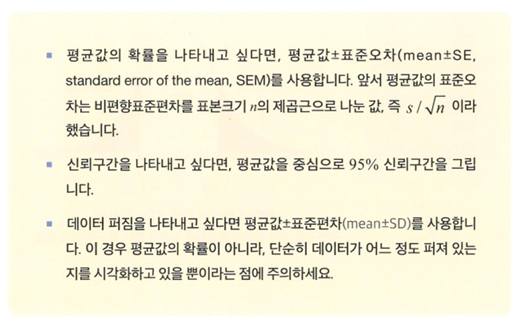 ▪ 평균값의 확률을 나타내고 싶다면, 평균값±표준오차(mean±SE,
standard error of the mean, SEM)를 사용합니다. 앞서 평균값의 표준오
차는 비편향표준편차를 표본크기 n의 제곱근으로 나눈 값, 즉 s/√n 이라
했습니다.
▪ 신뢰구간을 나타내고 싶다면, 평균값을 중심으로 95% 신뢰구간을 그립
니다.
▪ 데이터 퍼짐을 나타내고 싶다면 평균값±표준편차(mean±SD)를 사용합니
다. 이 경우 평균값의 확률이 아니라, 단순히 데이터가 어느 정도 퍼져 있는
지를 시각화하고 있을 뿐이라는 점에 주의하세요.